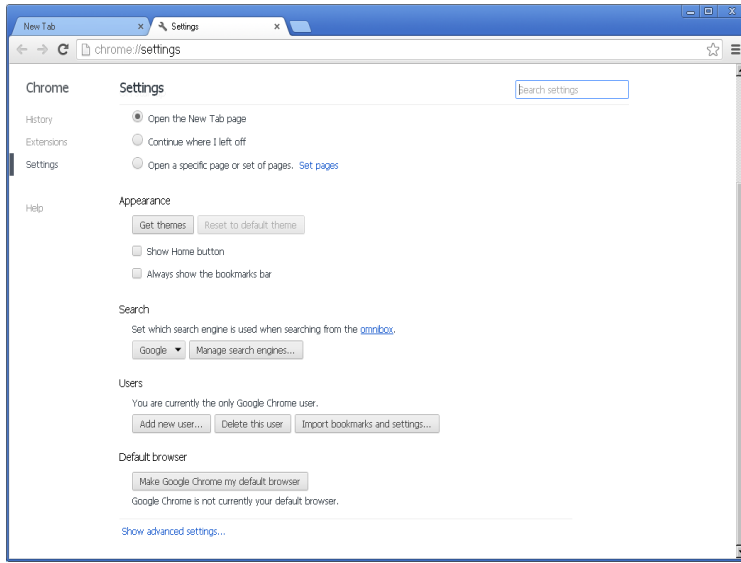 New Tab
Settings
chrome://settings
Chrome
Settings
Search settings
History
Extensions
Settings
Help
Open the New Tab page
Continue where I left off
Open a specific page or set of pages. Set pages
Appearance
Get themes Reset to default theme
Show Home button
Always show the bookmarks bar
Search
Set which search engine is used when searching from the omnibox.
Google Manage search engines...
Users
You are currently the only Google Chrome user.
Add new user... Delete this user Import bookmarks and settings...
Default browser
Make Google Chrome my default browser
Google Chrome is not currently your default browser.
Show advanced settings...